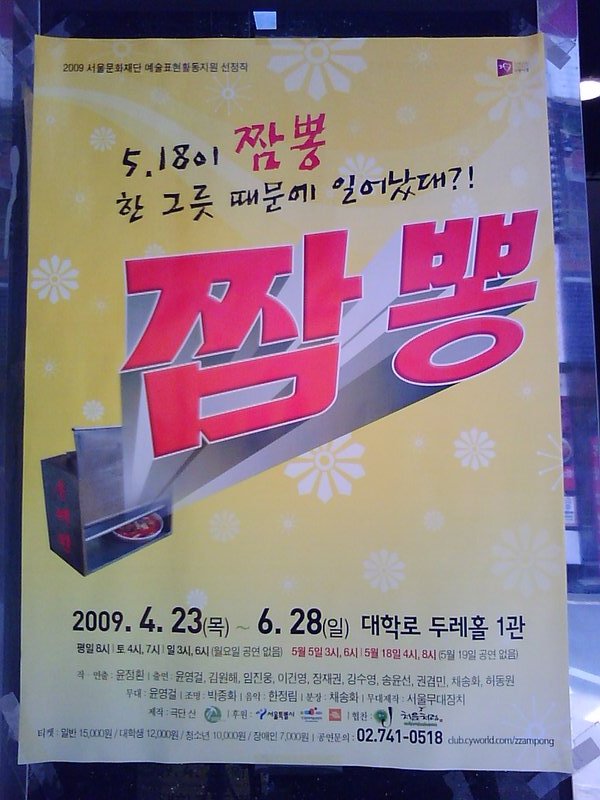 2009 서울문화재단 예술표현활동지원 선정작
5.18이 짬뽕
한 그릇 때문에 일어났대?!
짬뽕
2009. 4. 23(목) ~ 6. 28(일) 대학로 두레홀 1관
평일 8시 | 토 4시, 7시 | 일 3시, 6시 (월요일 공연 없음) 5월 5일 3시, 6시 | 5월 18일 4시, 8시 (5월 19일 공연 없음)
작·연출: 윤정환 | 출연: 윤영걸, 김원해, 임진웅, 이건영, 장재권, 강수영, 송윤선, 권겸민, 채송화, 허동원
무대: 윤영걸 | 조명: 박중화 | 음악: 한정림 | 분장: 채송화 | 무대제작: 서울무대장치
제작: 극단 산 | 후원: 서울특별시 | 협찬:
티켓: 일반 15,000원 / 대학생 12,000원 / 청소년 10,000원 / 장애인 7,000원 | 공연문의: 02.741-0518 club.cyworld.com/zzampong